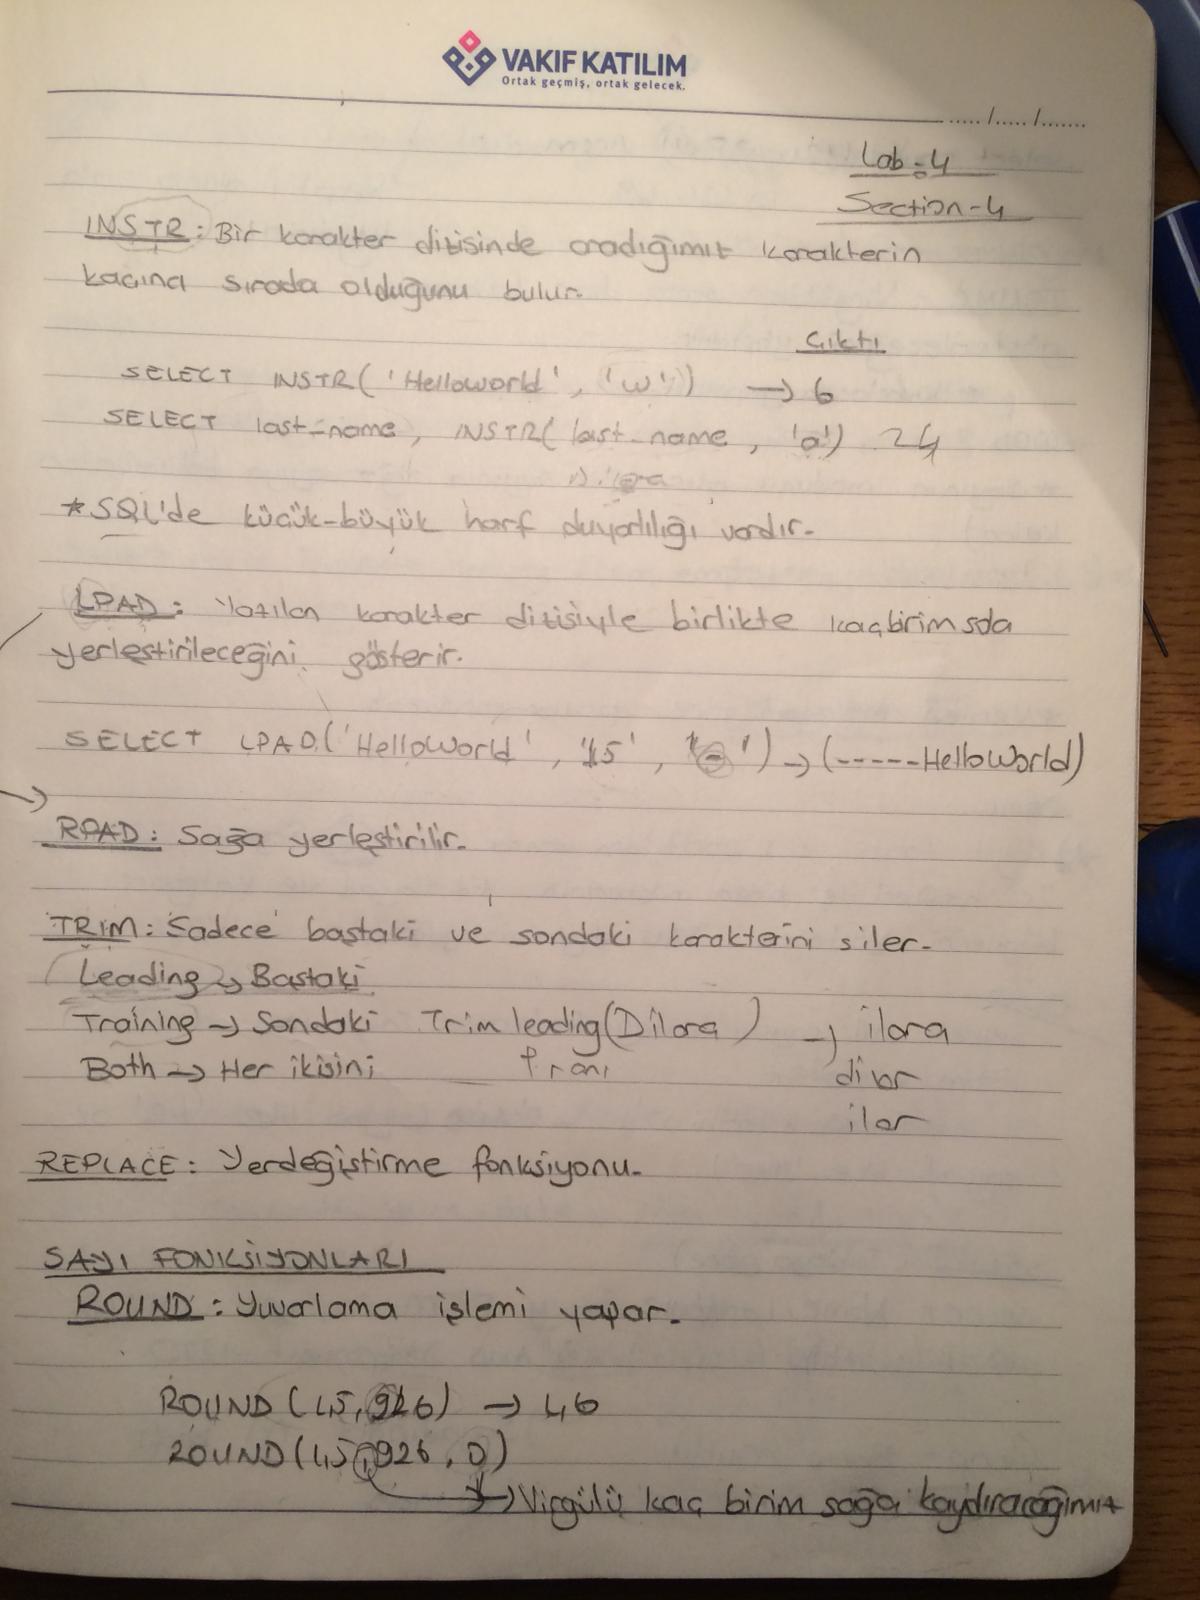 VAKIF KATILIM
Ortak geçmiş, ortak gelecek.
...../...../.......
Lab-4
Section-4
INSTR: Bir karakter dizisinde aradığımız karakterin
kaçıncı sırada olduğunu bulur.
Çıktı
SELECT INSTR('Helloworld', 'w') → 6
SELECT last_name, INSTR(last_name, 'a') 24
*SQL'de küçük-büyük harf duyarlılığı vardır.
LPAD: Yazılan karakter dizisiyle birlikte kaç birim sola
yerleştirileceğini gösterir.
SELECT LPAD('HelloWorld', '15', '-') → (-----HelloWorld)
RPAD: Sağa yerleştirilir.
TRIM: Sadece baştaki ve sondaki karakterini siler.
Leading → Baştaki
Training → Sondaki Trim leading(Dilara) → ilara
Both → Her ikisini dilar
ilar
REPLACE: Yerdeğiştirme fonksiyonu.
SAYI FONKSİYONLARI
ROUND: Yuvarlama işlemi yapar.
ROUND(45,926) → 46
ROUND(45,926, 0)
→ Virgülü kaç birim sağa kaydıracağımız